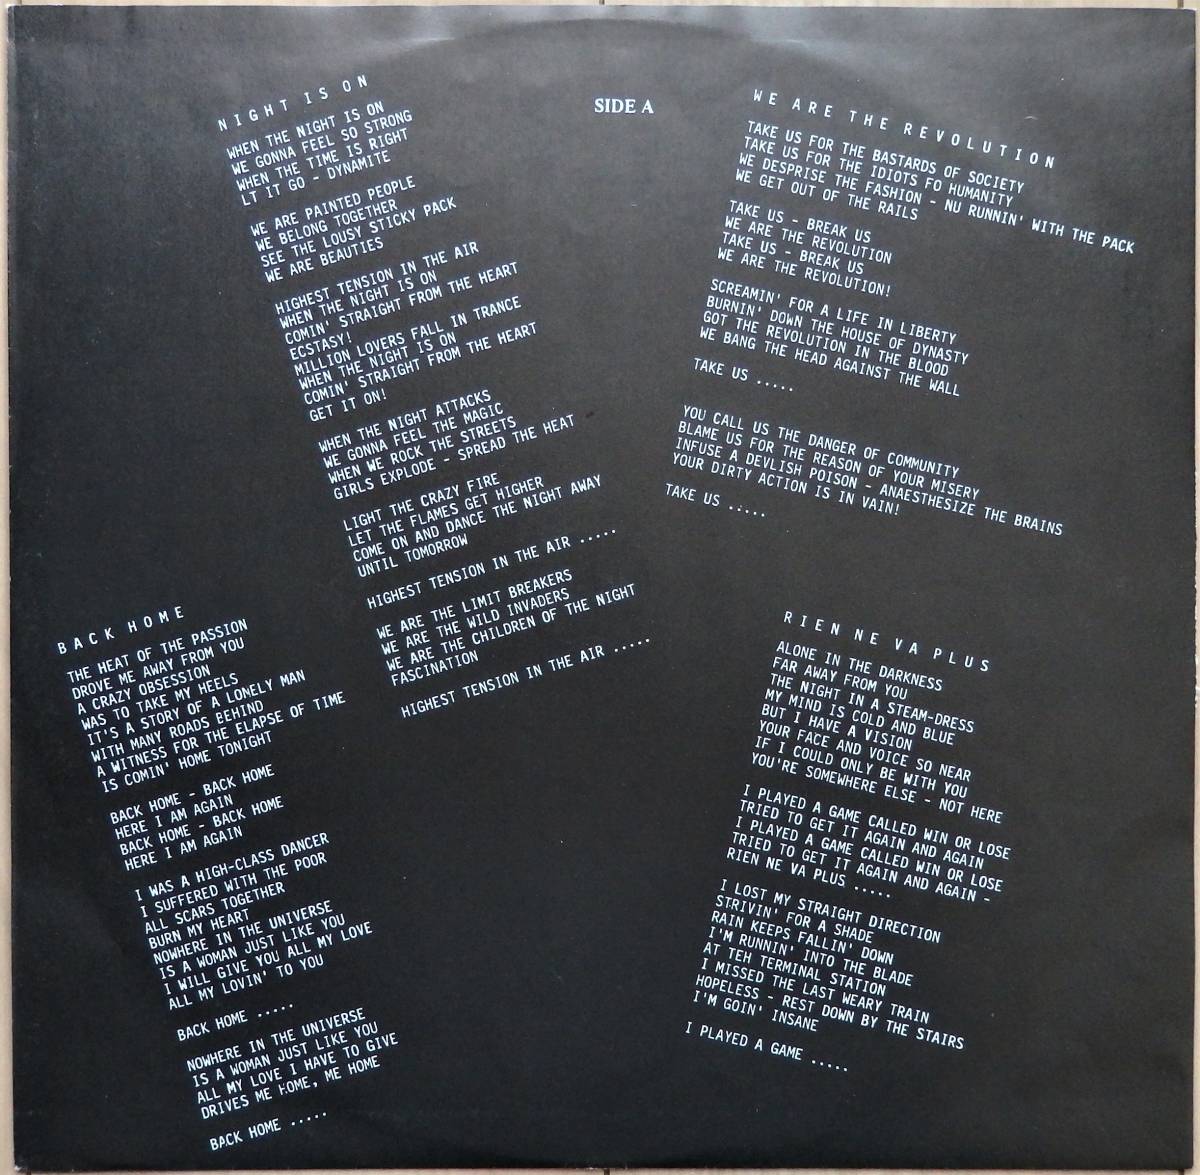 SIDE A
NIGHT IS ON
WHEN THE NIGHT IS ON
WE GONNA FEEL SO STRONG
WHEN THE TIME IS RIGHT
LT IT GO - DYNAMITE
WE ARE PAINTED PEOPLE
WE BELONG TOGETHER
SEE THE LOUSY STICKY PACK
WE ARE BEAUTIES
HIGHEST TENSION IN THE AIR
WHEN THE NIGHT IS ON
COMIN' STRAIGHT FROM THE HEART
ECSTASY!
MILLION LOVERS FALL IN TRANCE
WHEN THE NIGHT IS ON
COMIN' STRAIGHT FROM THE HEART
GET IT ON!
WHEN THE NIGHT ATTACKS
WE GONNA FEEL THE MAGIC
WHEN WE ROCK THE STREETS
GIRLS EXPLODE - SPREAD THE HEAT
LIGHT THE CRAZY FIRE
LET THE FLAMES GET HIGHER
COME ON AND DANCE THE NIGHT AWAY
UNTIL TOMORROW
HIGHEST TENSION IN THE AIR .....
WE ARE THE LIMIT BREAKERS
WE ARE THE WILD INVADERS
WE ARE THE CHILDREN OF THE NIGHT
FASCINATION
HIGHEST TENSION IN THE AIR .....
BACK HOME
THE HEAT OF THE PASSION
DROVE ME AWAY FROM YOU
A CRAZY OBSESSION
WAS TO TAKE MY HEELS
IT'S A STORY OF A LONELY MAN
WITH MANY ROADS BEHIND
A WITNESS FOR THE ELAPSE OF TIME
IS COMIN' HOME TONIGHT
BACK HOME - BACK HOME
HERE I AM AGAIN
BACK HOME - BACK HOME
HERE I AM AGAIN
I WAS A HIGH-CLASS DANCER
I SUFFERED WITH THE POOR
ALL SCARS TOGETHER
BURN MY HEART
NOWHERE IN THE UNIVERSE
IS A WOMAN JUST LIKE YOU
I WILL GIVE YOU ALL MY LOVE
ALL MY LOVIN' TO YOU
BACK HOME .....
NOWHERE IN THE UNIVERSE
IS A WOMAN JUST LIKE YOU
ALL MY LOVE I HAVE TO GIVE
DRIVES ME HOME, ME HOME
BACK HOME .....
WE ARE THE REVOLUTION
TAKE US FOR THE BASTARDS OF SOCIETY
TAKE US FOR THE IDIOTS FO HUMANITY
WE DESPRISE THE FASHION - NU RUNNIN' WITH THE PACK
WE GET OUT OF THE RAILS
TAKE US - BREAK US
WE ARE THE REVOLUTION
TAKE US - BREAK US
WE ARE THE REVOLUTION!
SCREAMIN' FOR A LIFE IN LIBERTY
BURNIN' DOWN THE HOUSE OF DYNASTY
GOT THE REVOLUTION IN THE BLOOD
WE BANG THE HEAD AGAINST THE WALL
TAKE US .....
YOU CALL US THE DANGER OF COMMUNITY
BLAME US FOR THE REASON OF YOUR MISERY
INFUSE A DEVLISH POISON - ANAESTHESIZE THE BRAINS
YOUR DIRTY ACTION IS IN VAIN!
TAKE US .....
RIEN NE VA PLUS
ALONE IN THE DARKNESS
FAR AWAY FROM YOU
THE NIGHT IN A STEAM-DRESS
MY MIND IS COLD AND BLUE
BUT I HAVE A VISION
YOUR FACE AND VOICE SO NEAR
IF I COULD ONLY BE WITH YOU
YOU'RE SOMEWHERE ELSE - NOT HERE
I PLAYED A GAME CALLED WIN OR LOSE
TRIED TO GET IT AGAIN AND AGAIN
I PLAYED A GAME CALLED WIN OR LOSE
TRIED TO GET IT AGAIN AND AGAIN -
RIEN NE VA PLUS .....
I LOST MY STRAIGHT DIRECTION
STRIVIN' FOR A SHADE
RAIN KEEPS FALLIN' DOWN
I'M RUNNIN' INTO THE BLADE
AT TEH TERMINAL STATION
I MISSED THE LAST WEARY TRAIN
HOPELESS - REST DOWN BY THE STAIRS
I'M GOIN' INSANE
I PLAYED A GAME .....